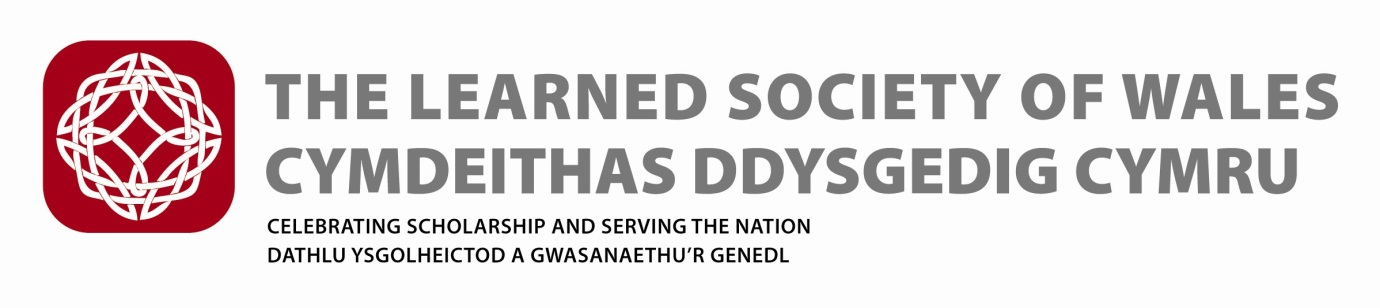 THE LEARNED SOCIETY OF WALES
CYMDEITHAS DDYSGEDIG CYMRU
CELEBRATING SCHOLARSHIP AND SERVING THE NATION
DATHLU YSGOLHEICTOD A GWASANAETHU’R GENEDL